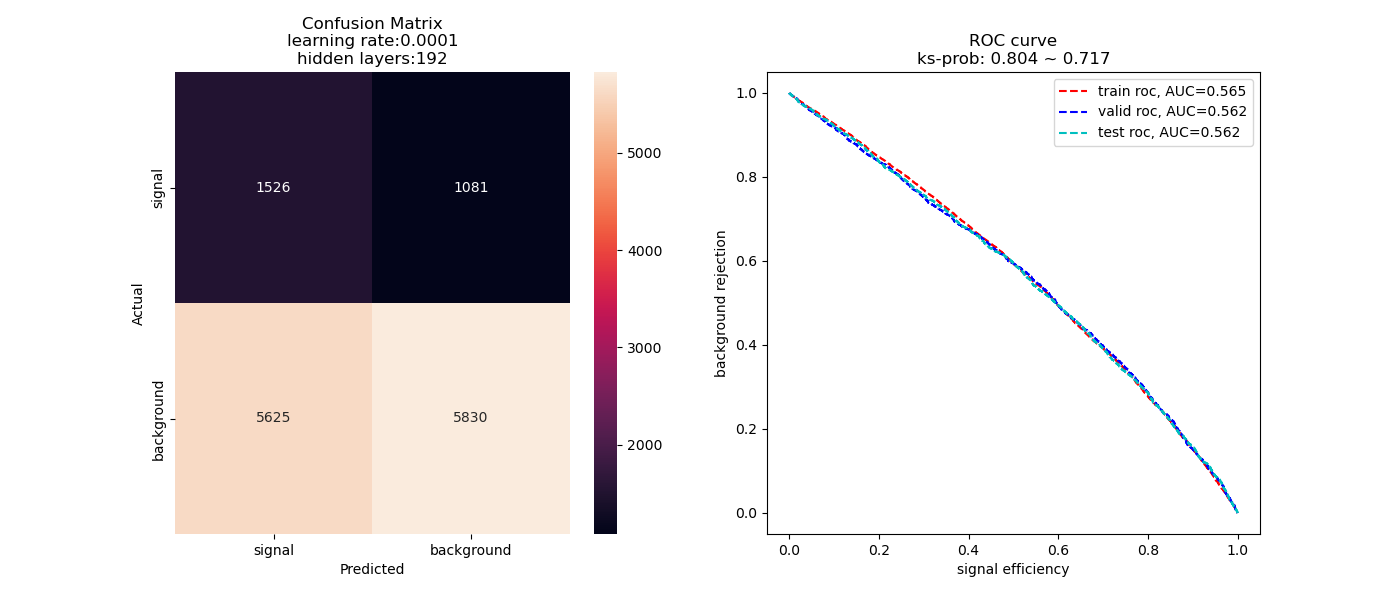 Confusion Matrix
learning rate:0.0001
hidden layers:192
signal
background
Actual
1526
1081
5625
5830
signal
background
Predicted
5000
4000
3000
2000
ROC curve
ks-prob: 0.804 ~ 0.717
train roc, AUC=0.565
valid roc, AUC=0.562
test roc, AUC=0.562
background rejection
1.0
0.8
0.6
0.4
0.2
0.0
0.0
0.2
0.4
0.6
0.8
1.0
signal efficiency